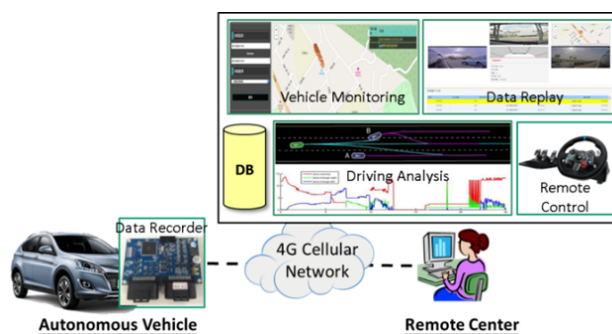 Vehicle Monitoring
Data Replay
DB
B
A
Driving Analysis
Remote
Control
Data Recorder
4G Cellular
Network
Autonomous Vehicle
Remote Center